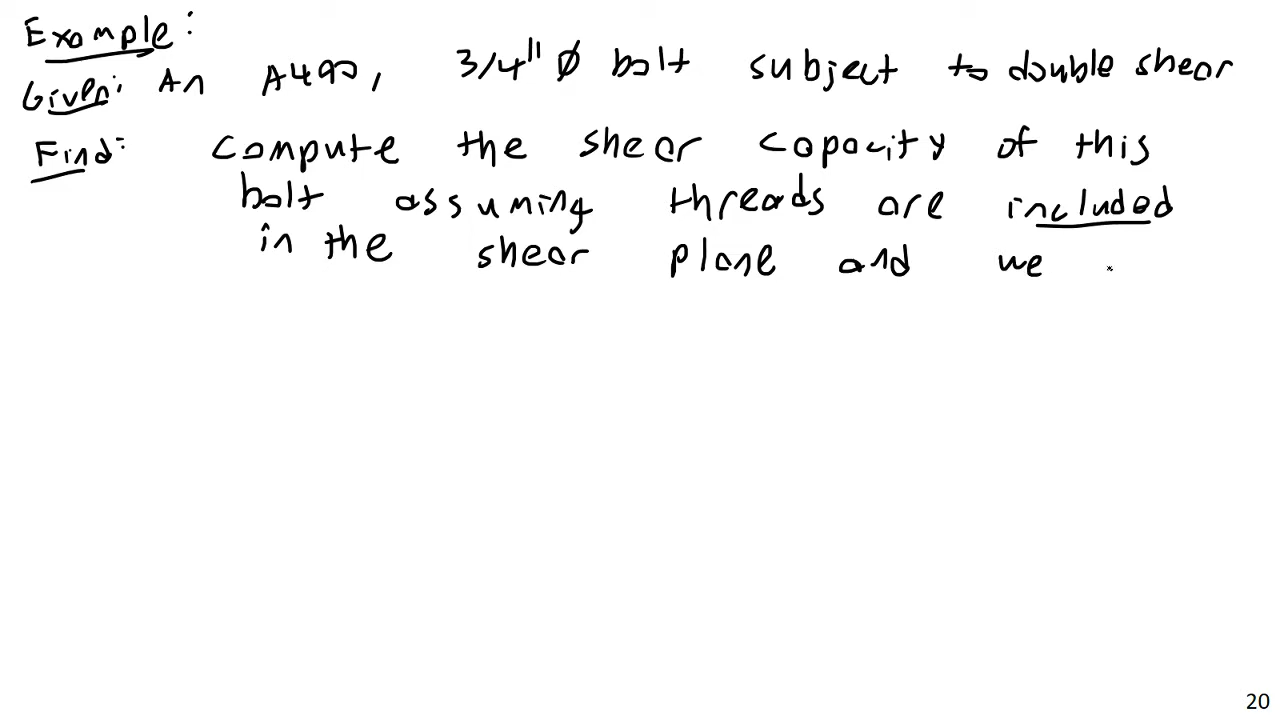 Example:
Given: An A490, 3/4" Ø bolt subject to double shear
Find: compute the shear capacity of this
bolt assuming threads are included
in the shear plane and we
20